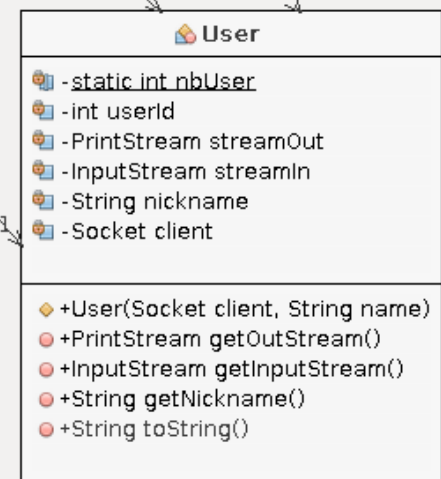 User
-static int nbUser
-int userId
-PrintStream streamOut
-InputStream streamIn
-String nickname
-Socket client
+User(Socket client, String name)
+PrintStream getOutStream()
+InputStream getInputStream()
+String getNickname()
+String toString()